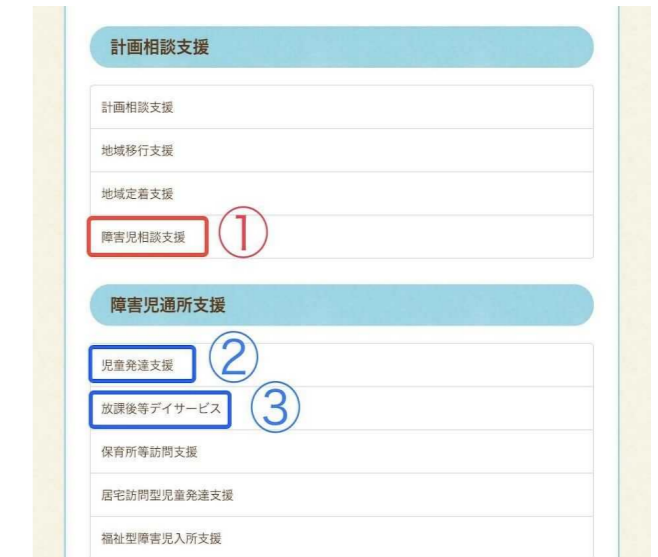 計画相談支援
計画相談支援
地域移行支援
地域定着支援
障害児相談支援 ①
障害児通所支援
児童発達支援 ②
放課後等デイサービス ③
保育所等訪問支援
居宅訪問型児童発達支援
福祉型障害児入所支援